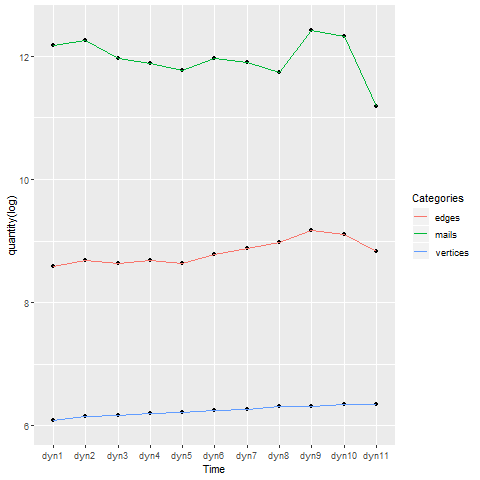 12
10
8
6
quantity(log)
dyn1 dyn2 dyn3 dyn4 dyn5 dyn6 dyn7 dyn8 dyn9 dyn10 dyn11
Time
Categories
edges
mails
vertices